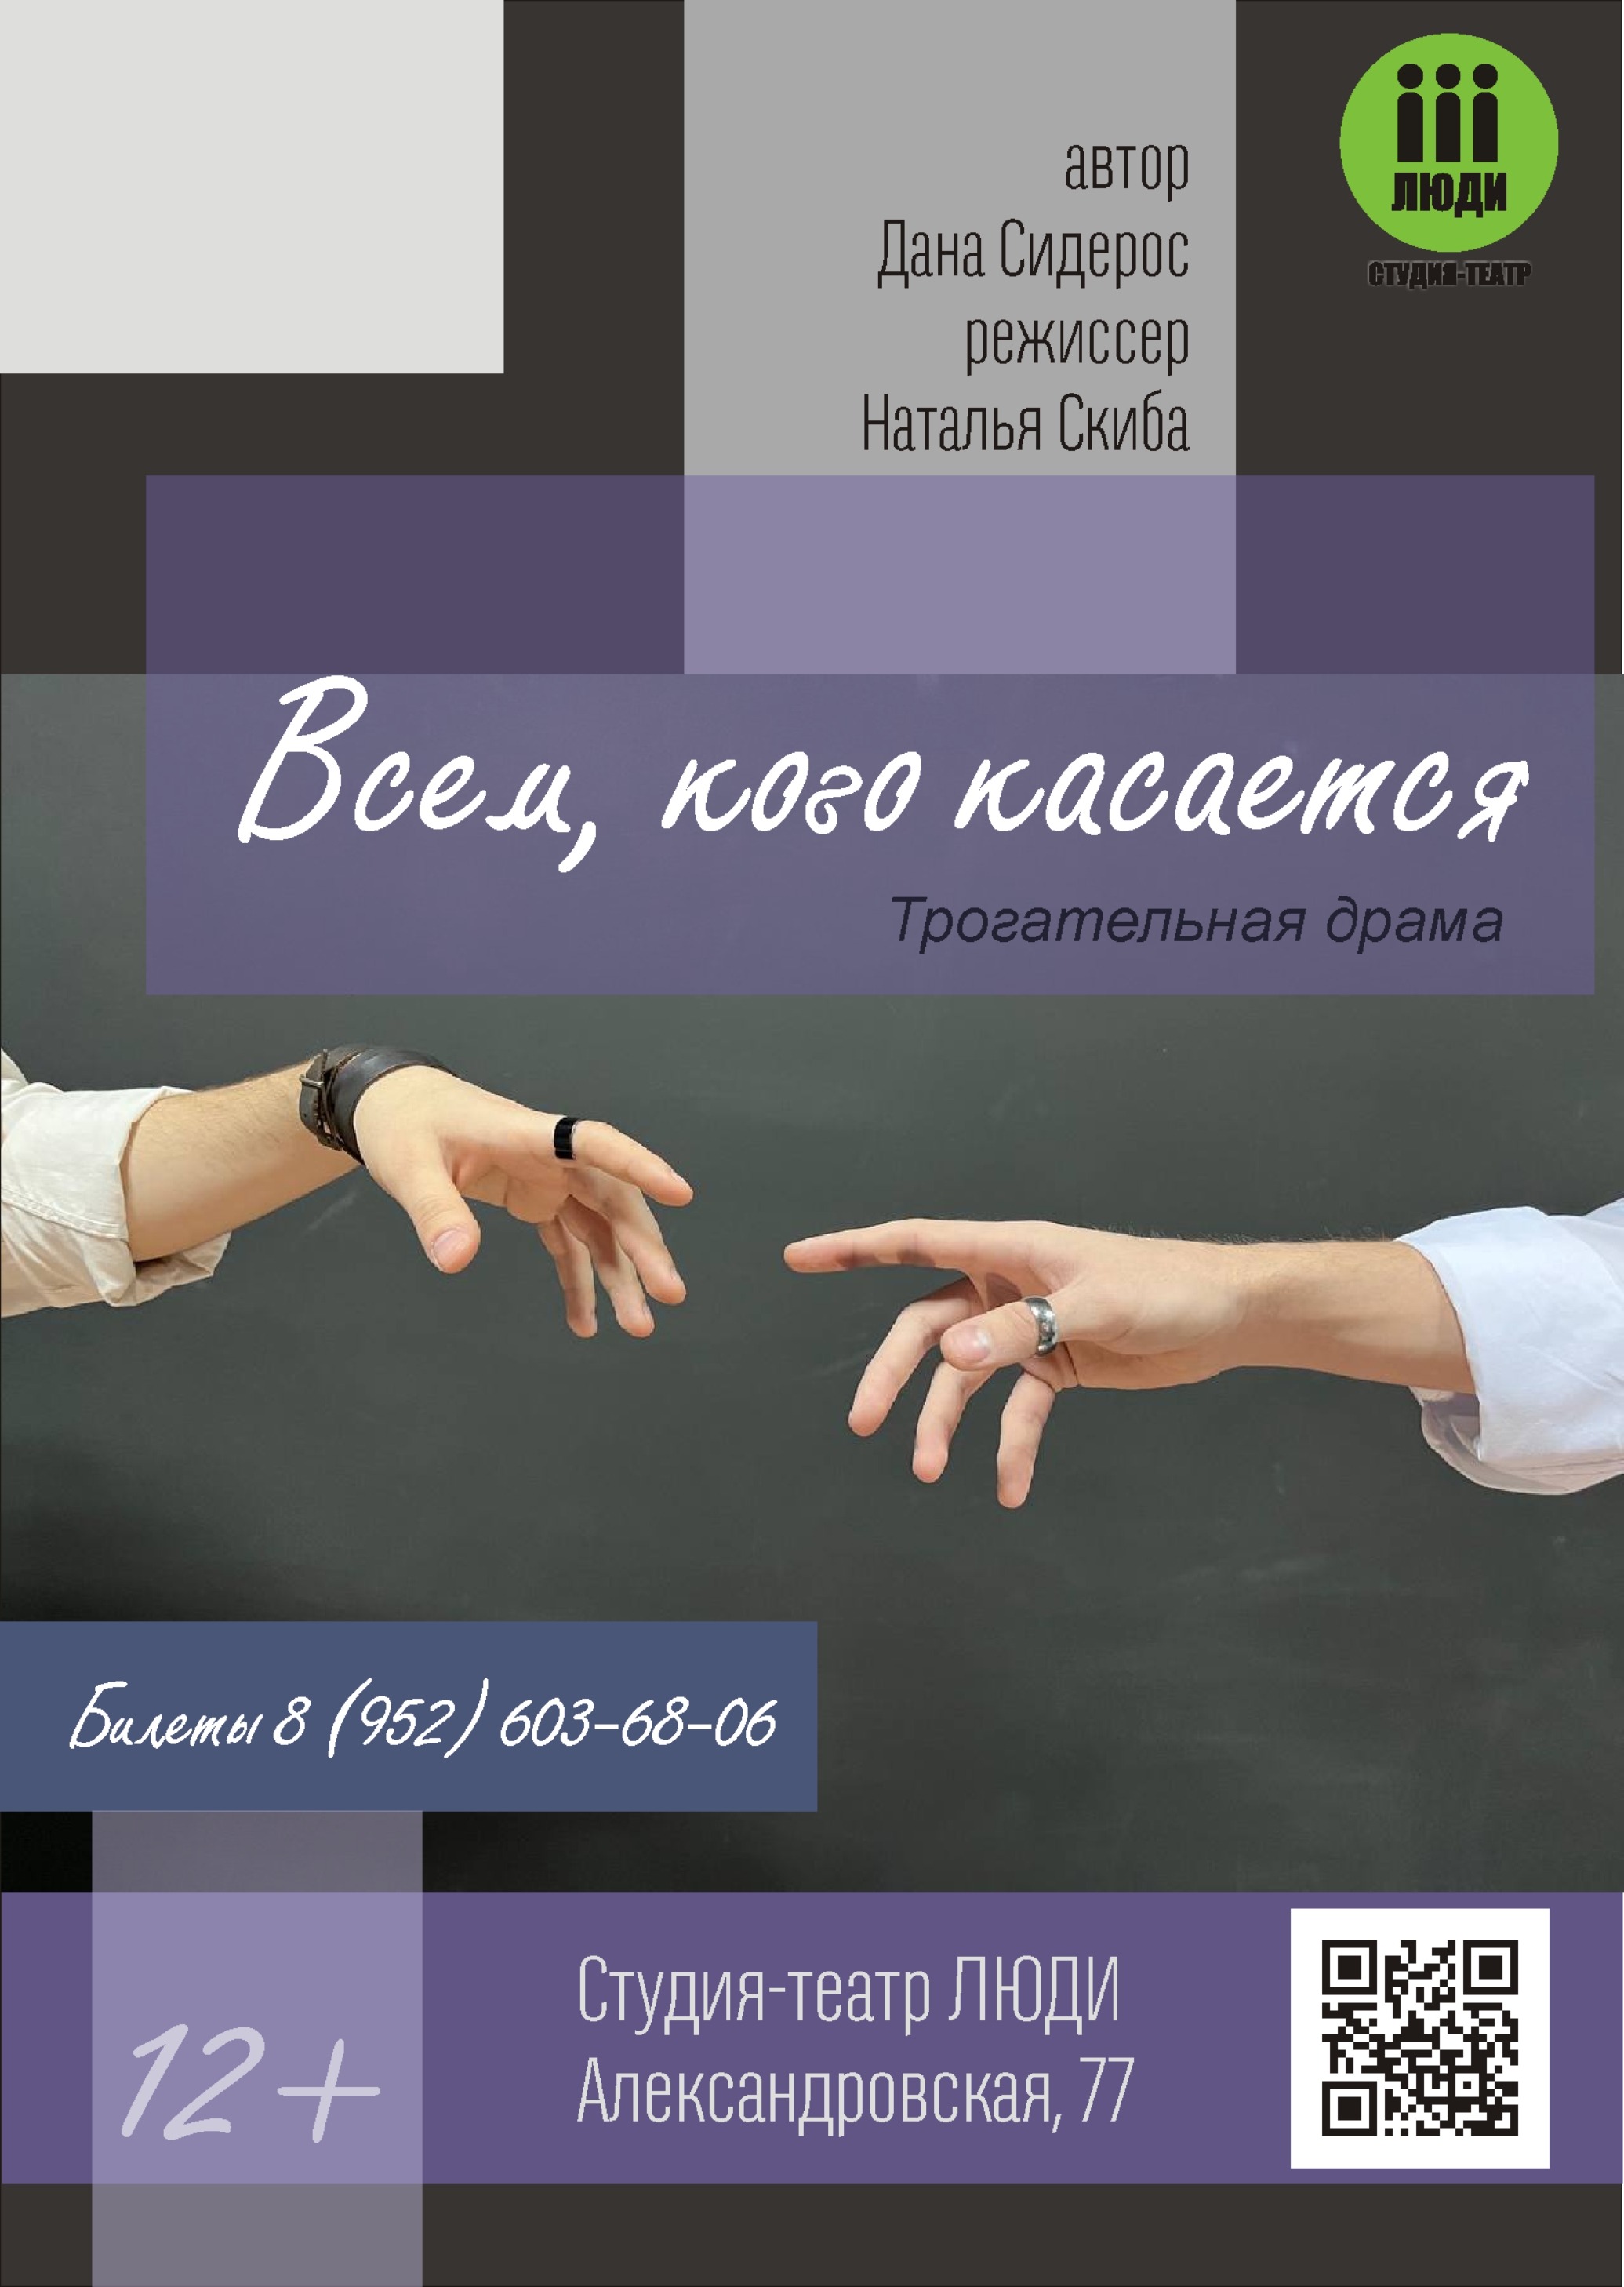 автор
Дана Сидерос
режиссер
Наталья Скиба
ЛЮДИ
СТУДИЯ-ТЕАТР
Всем, кого касается
Трогательная драма
Билеты 8 (952) 603-68-06
12+
Студия-театр ЛЮДИ
Александровская, 77